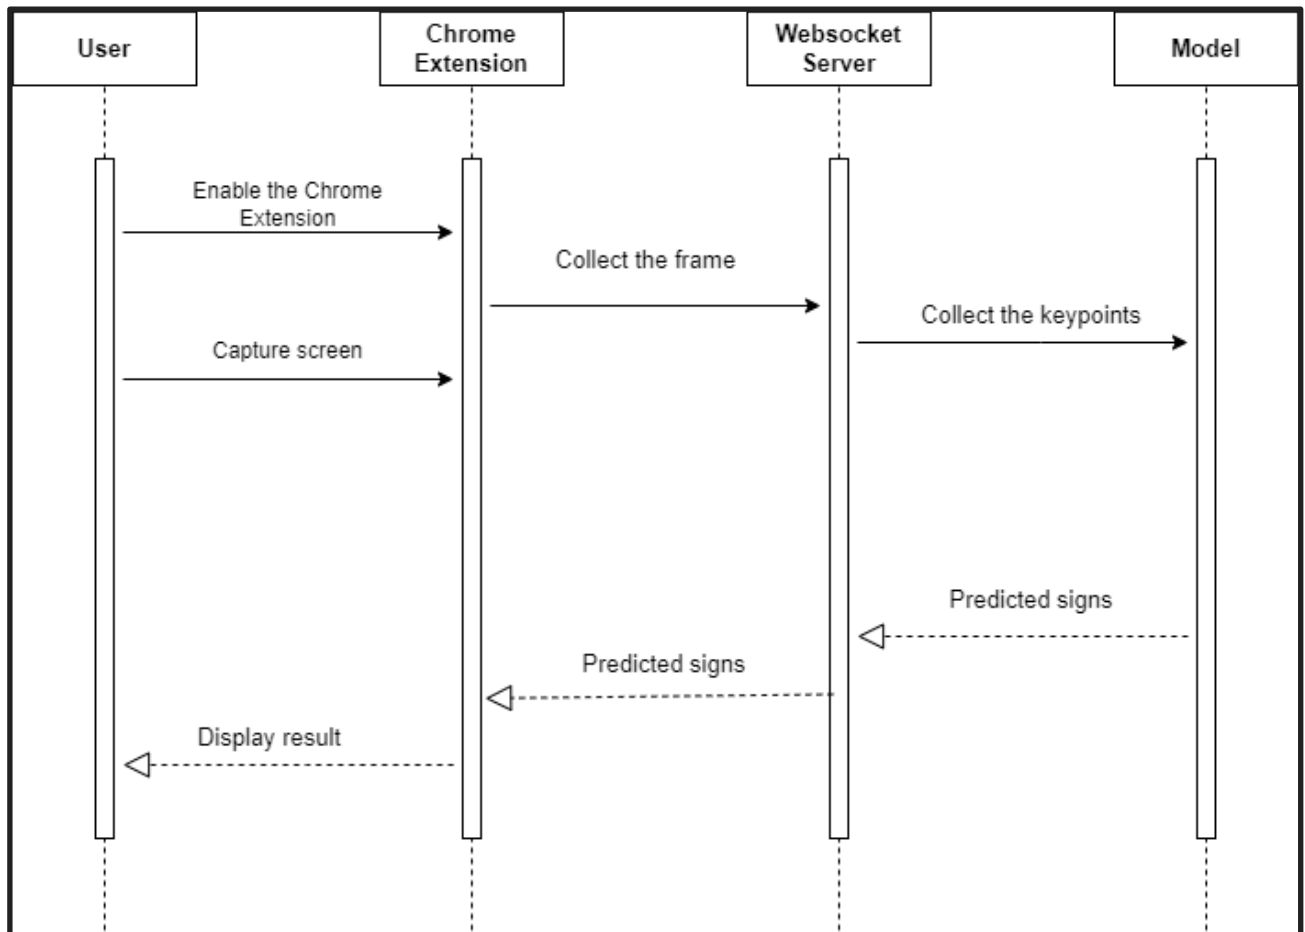 User
Chrome
Extension
Websocket
Server
Model
Enable the Chrome
Extension
Collect the frame
Collect the keypoints
Capture screen
Predicted signs
Predicted signs
Display result